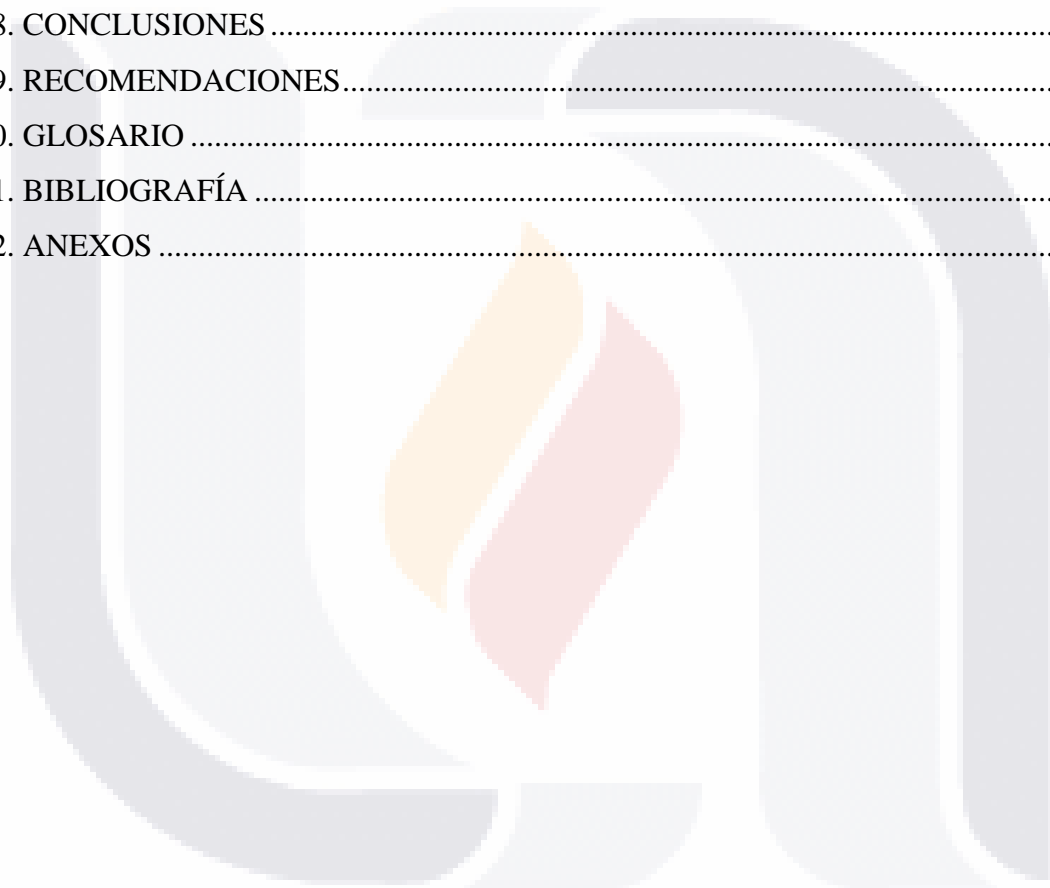 8. CONCLUSIONES ........................................................................................................
9. RECOMENDACIONES...............................................................................................
0. GLOSARIO ..................................................................................................................
1. BIBLIOGRAFÍA ..........................................................................................................
2. ANEXOS ......................................................................................................................